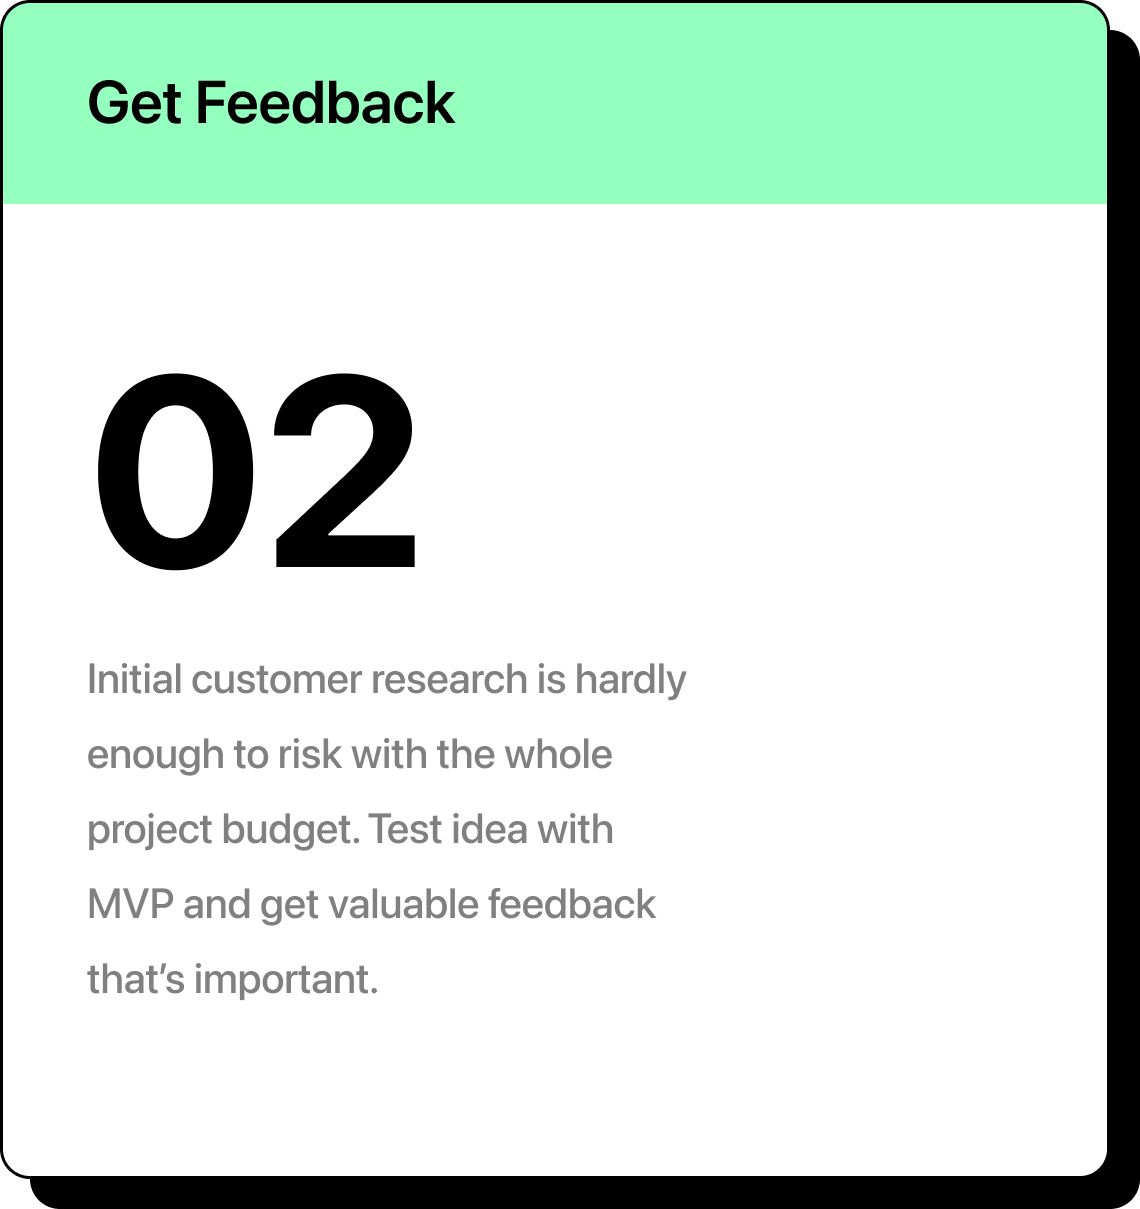 Get Feedback
02
Initial customer research is hardly
enough to risk with the whole
project budget. Test idea with
MVP and get valuable feedback
that’s important.